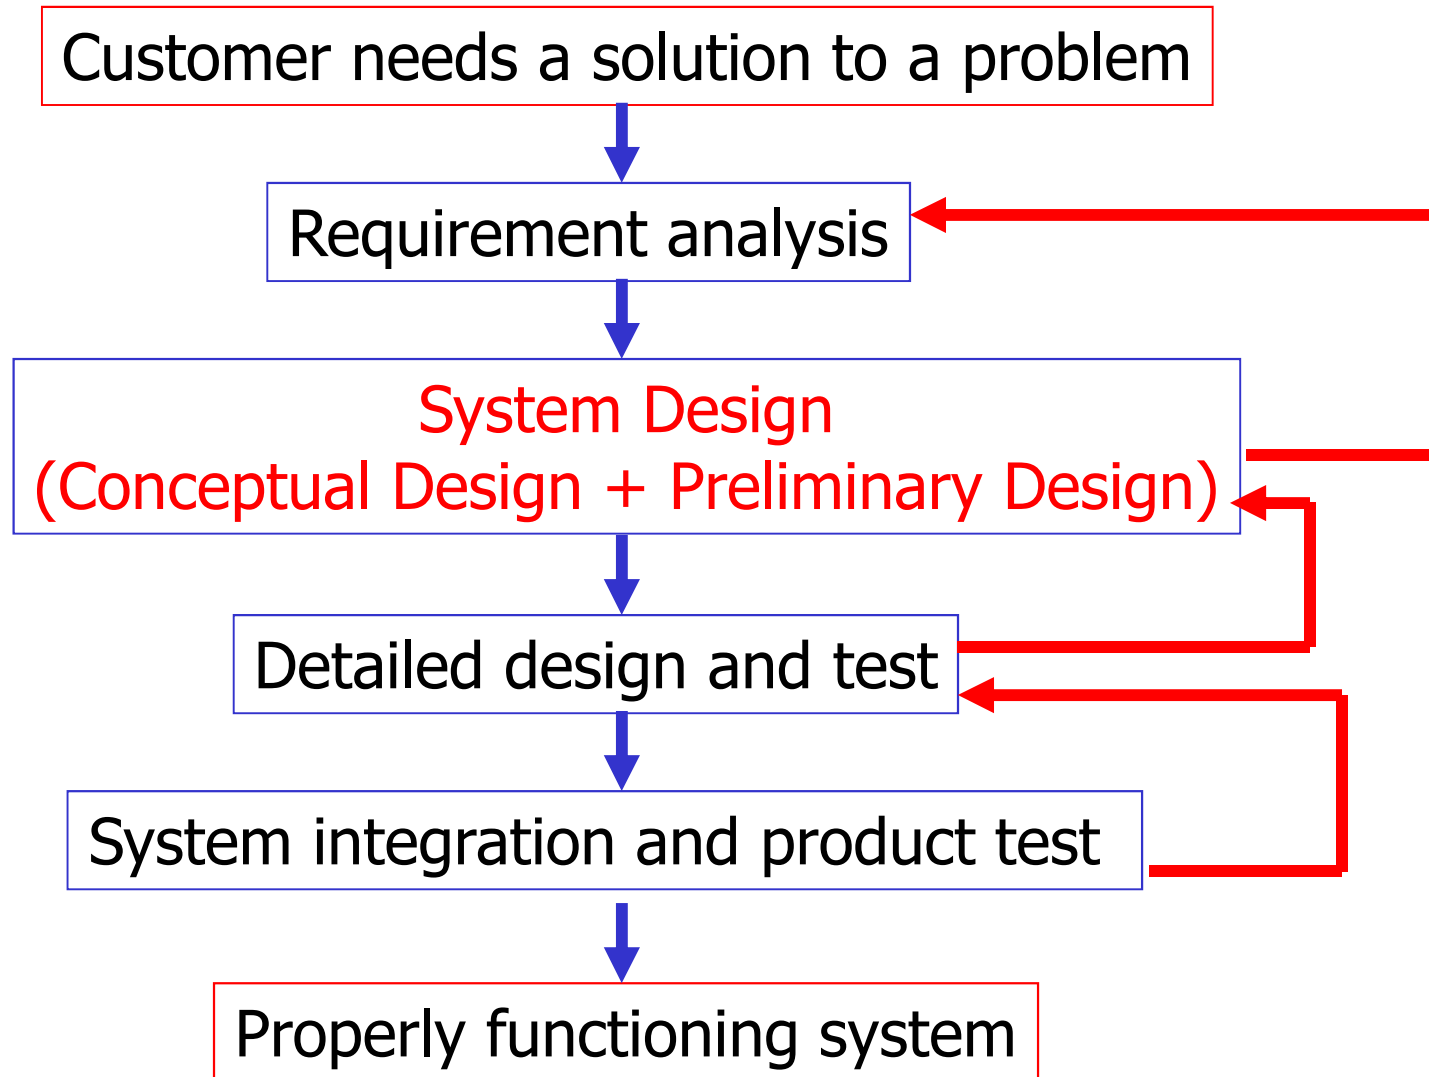 Customer needs a solution to a problem
Requirement analysis
System Design
(Conceptual Design + Preliminary Design)
Detailed design and test
System integration and product test
Properly functioning system